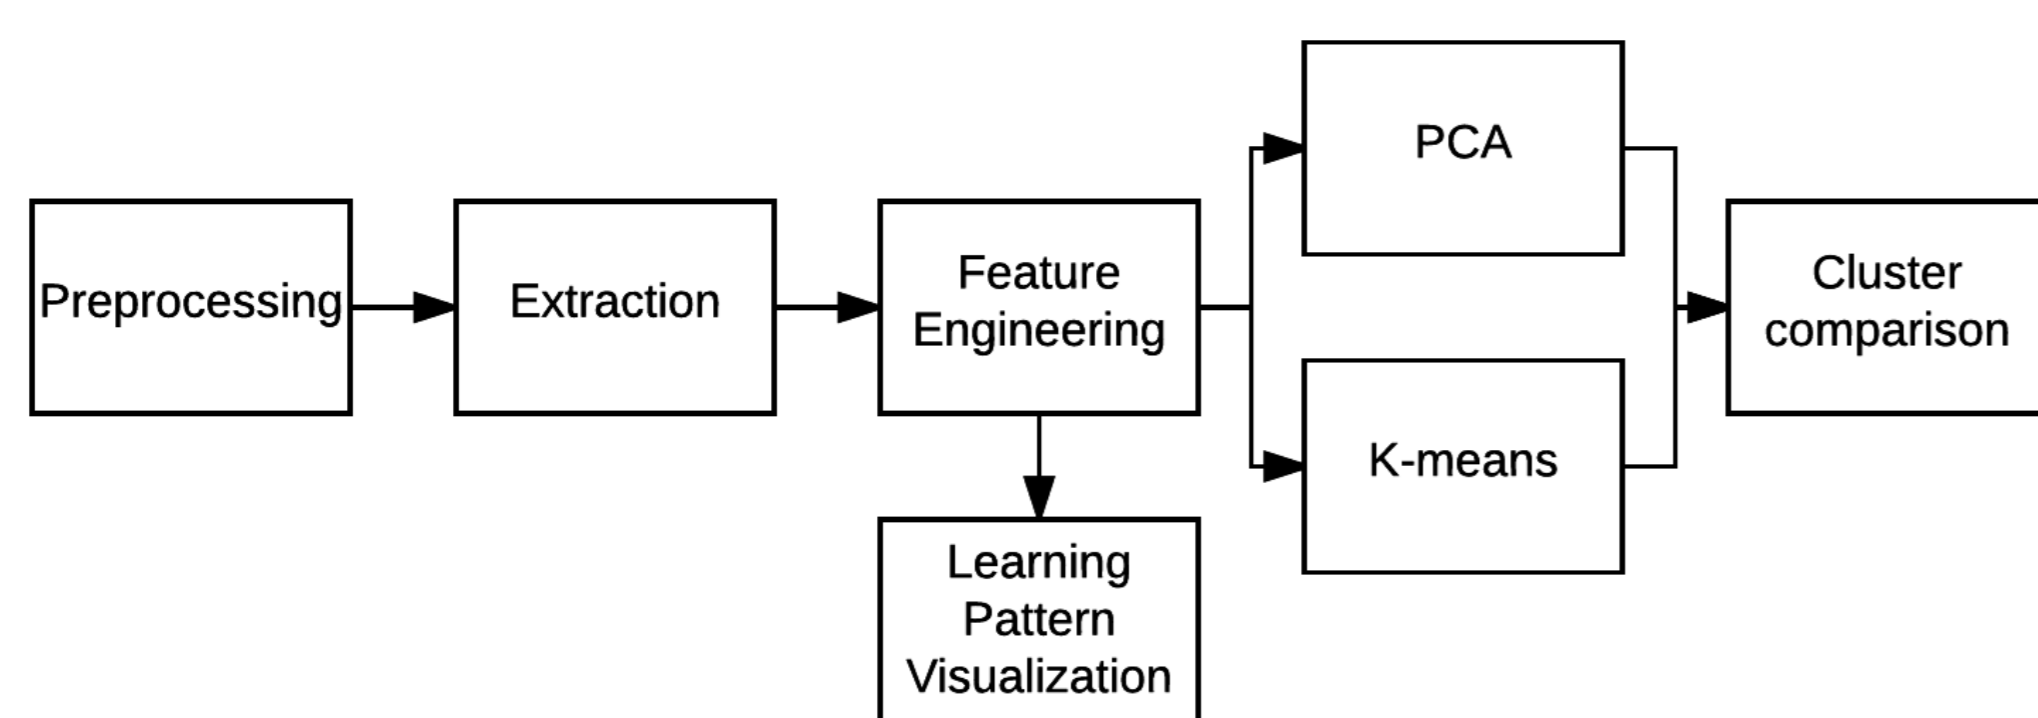 Preprocessing
Extraction
Feature
Engineering
PCA
K-means
Cluster
comparison
Learning
Pattern
Visualization